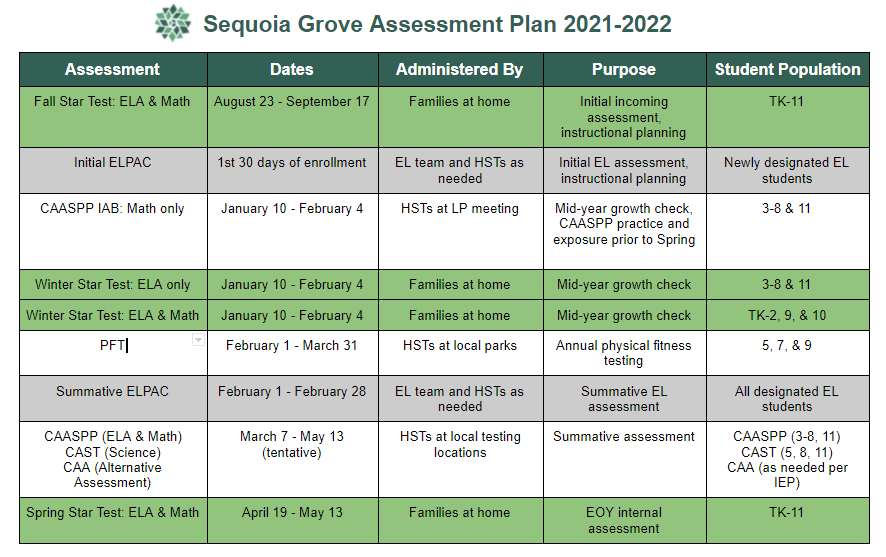 Sequoia Grove Assessment Plan 2021-2022
Assessment Dates Administered By Purpose Student Population
Fall Star Test: ELA & Math August 23 - September 17 Families at home Initial incoming TK-11
assessment,
instructional planning
Initial ELPAC 1st 30 days of enrollment EL team and HSTs as Initial EL assessment, Newly designated EL
needed instructional planning students
CAASPP IAB: Math only January 10 - February 4 HSTs at LP meeting Mid-year growth check, 3-8 & 11
CAASPP practice and
exposure prior to Spring
Winter Star Test: ELA only January 10 - February 4 Families at home Mid-year growth check 3-8 & 11
Winter Star Test: ELA & Math January 10 - February 4 Families at home Mid-year growth check TK-2, 9, & 10
PFT February 1 - March 31 HSTs at local parks Annual physical fitness 5, 7, & 9
testing
Summative ELPAC February 1 - February 28 EL team and HSTs as Summative EL All designated EL
needed assessment students
CAASPP (ELA & Math) March 7 - May 13 HSTs at local testing Summative assessment CAASPP (3-8, 11)
CAST (Science) (tentative) locations CAST (5, 8, 11)
CAA (Alternative CAA (as needed per
Assessment) IEP)
Spring Star Test: ELA & Math April 19 - May 13 Families at home EOY internal TK-11
assessment